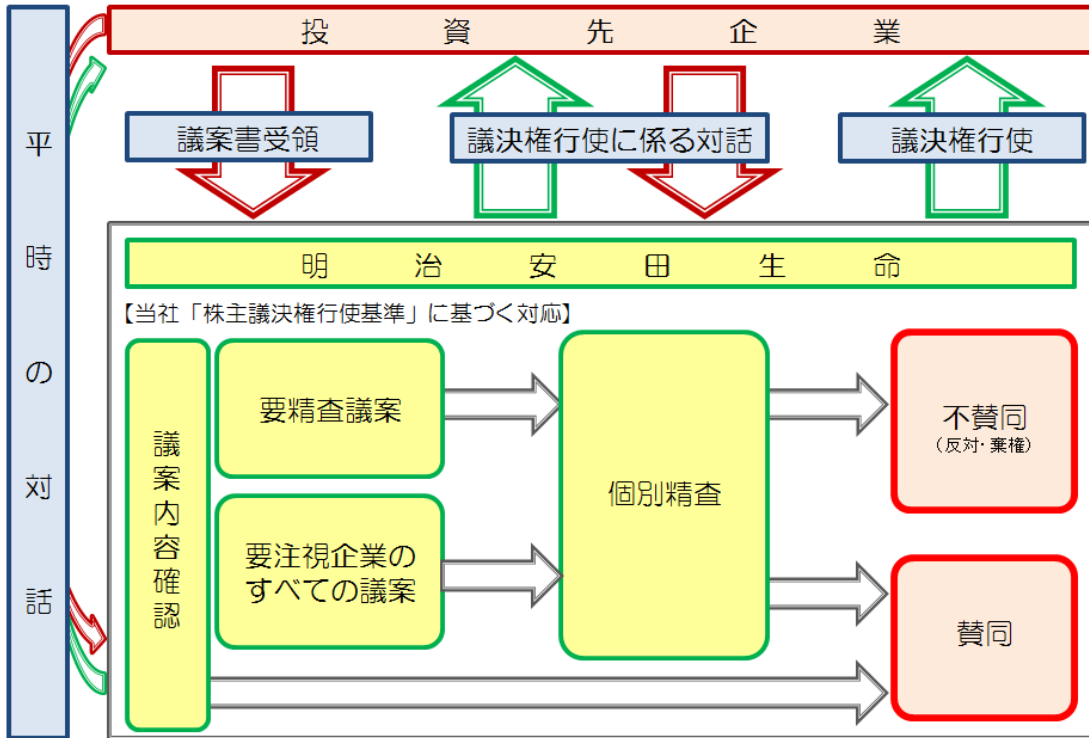 投資先企業
平時の対話
議案書受領
議決権行使に係る対話
議決権行使
明治安田生命
【当社「株主議決権行使基準」に基づく対応】
議案内容確認
要精査議案
要注視企業の
すべての議案
個別精査
不賛同
(反対・棄権)
賛同